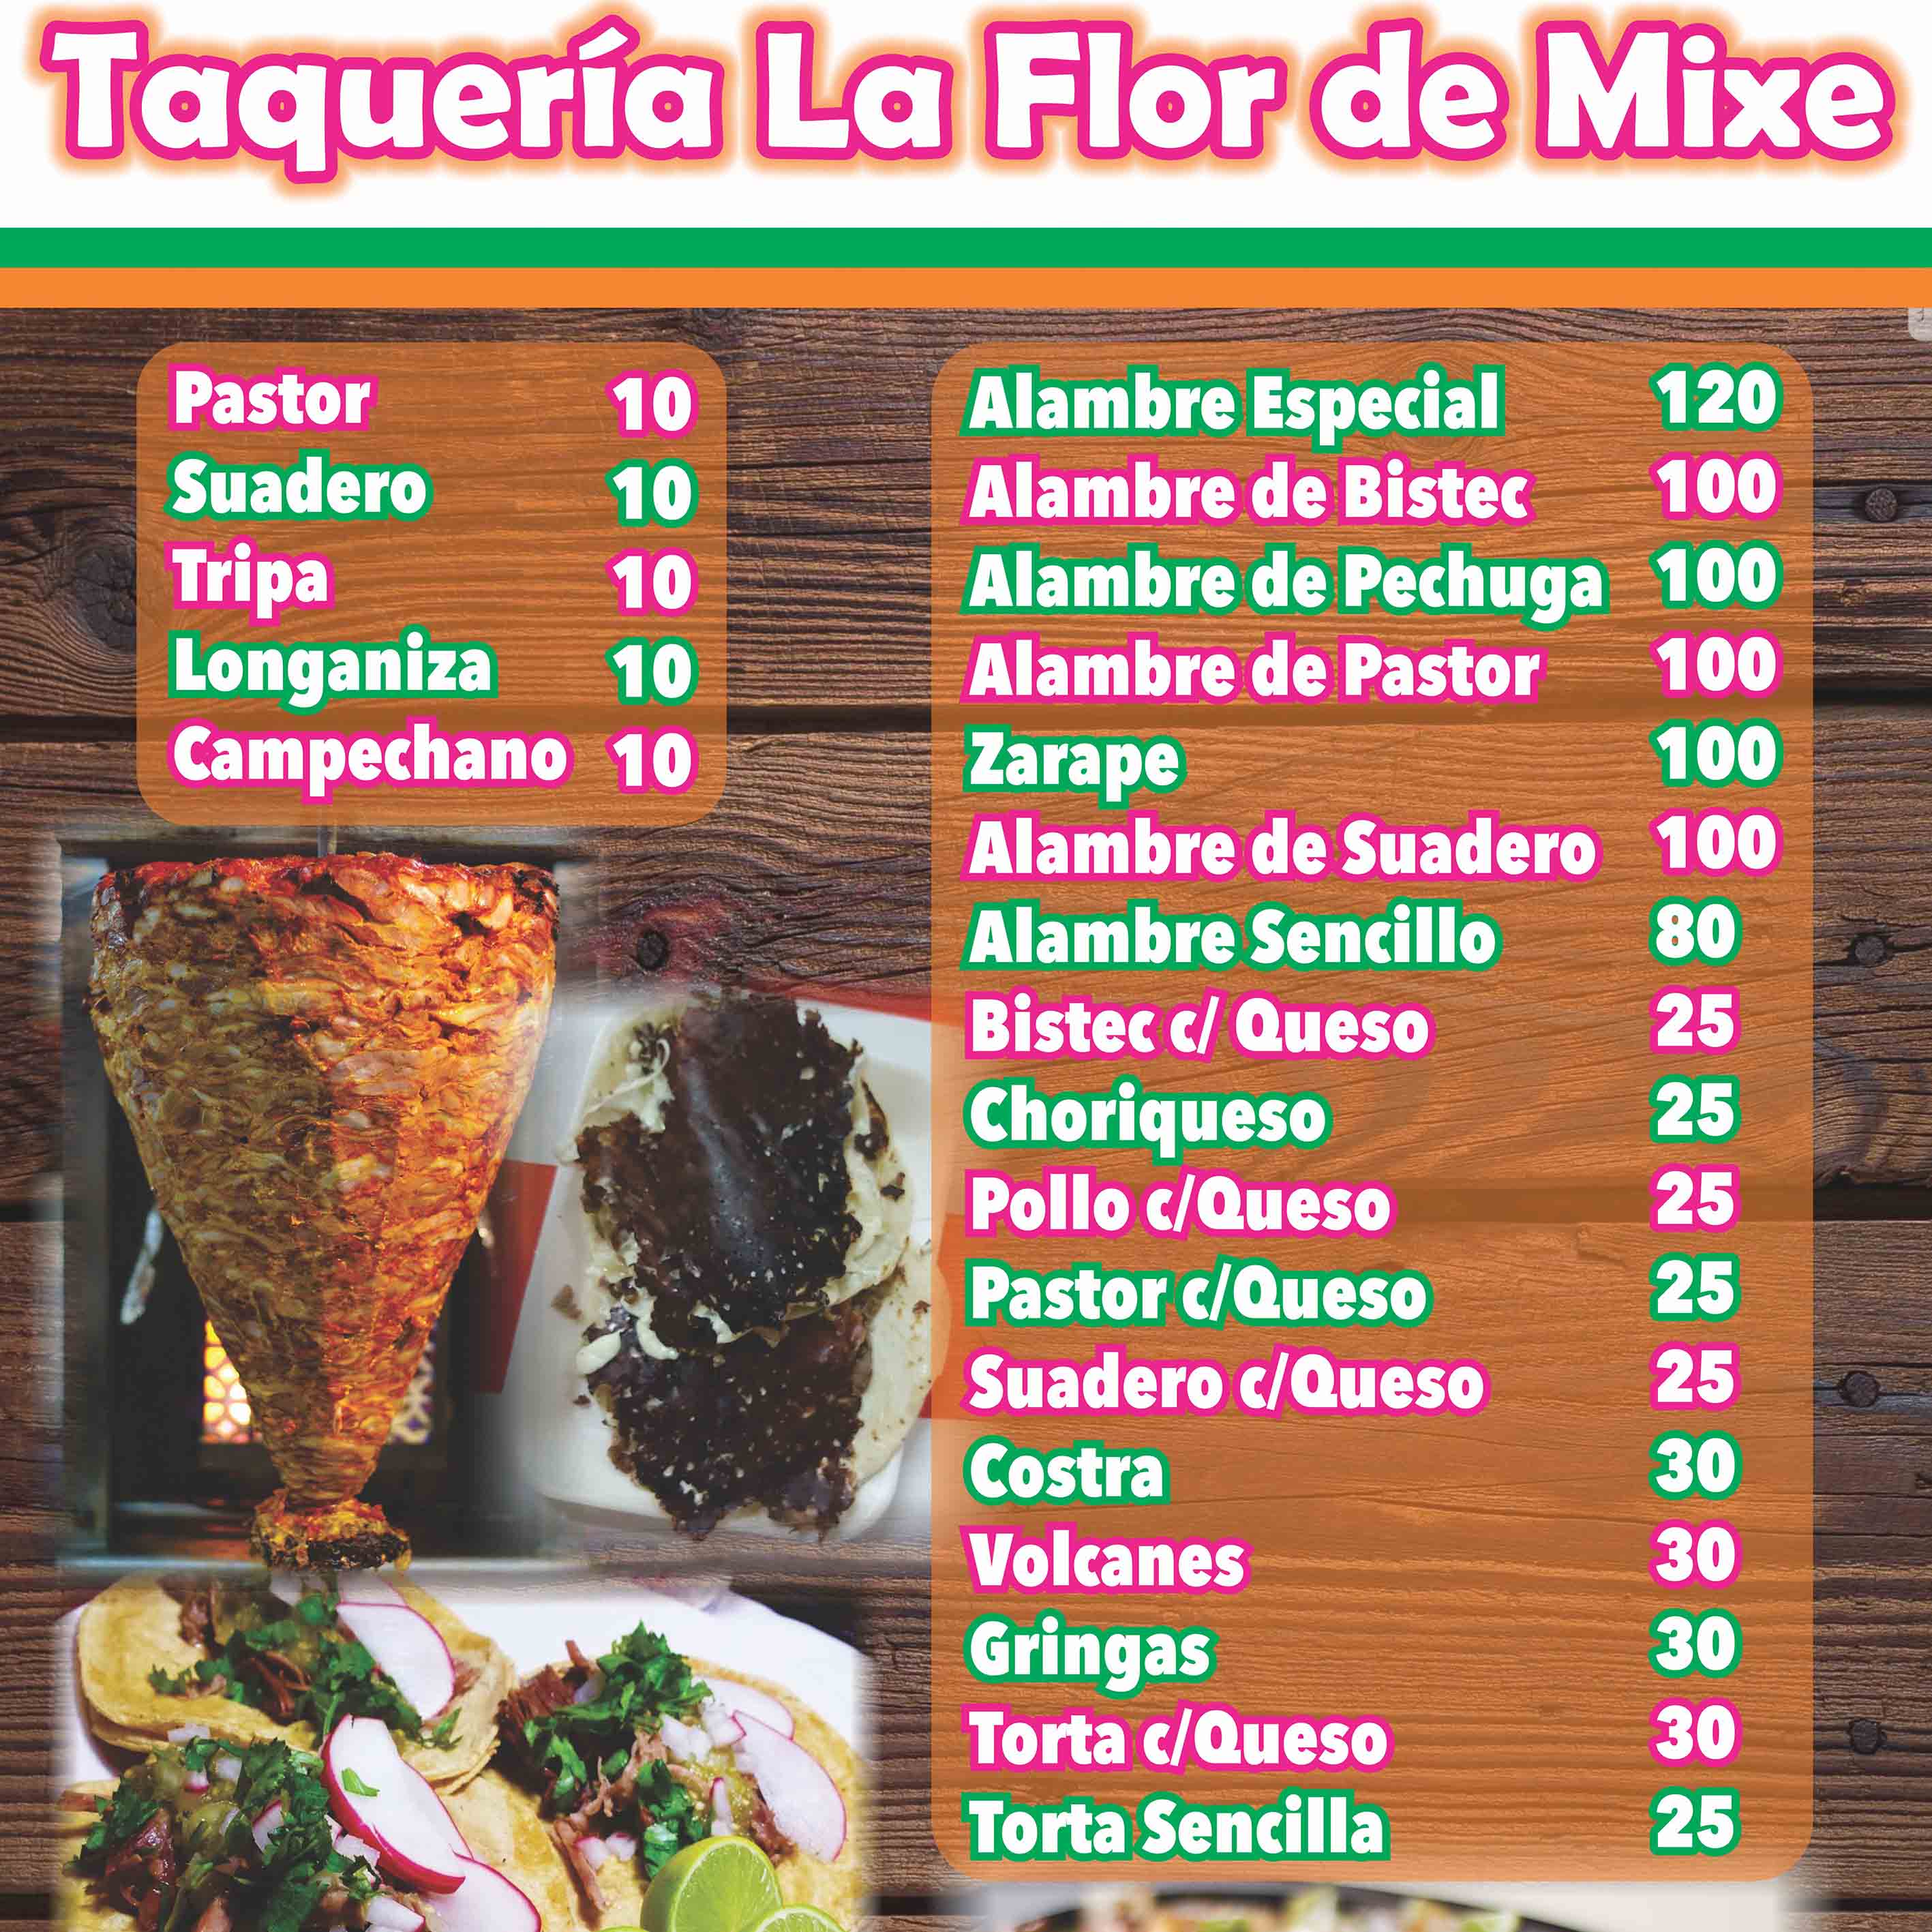 Taquería La Flor de Mixe
Pastor 10
Suadero 10
Tripa 10
Longaniza 10
Campechano 10
Alambre Especial 120
Alambre de Bistec 100
Alambre de Pechuga 100
Alambre de Pastor 100
Zarape 100
Alambre de Suadero 100
Alambre Sencillo 80
Bistec c/ Queso 25
Choriqueso 25
Pollo c/Queso 25
Pastor c/Queso 25
Suadero c/Queso 25
Costra 30
Volcanes 30
Gringas 30
Torta c/Queso 30
Torta Sencilla 25